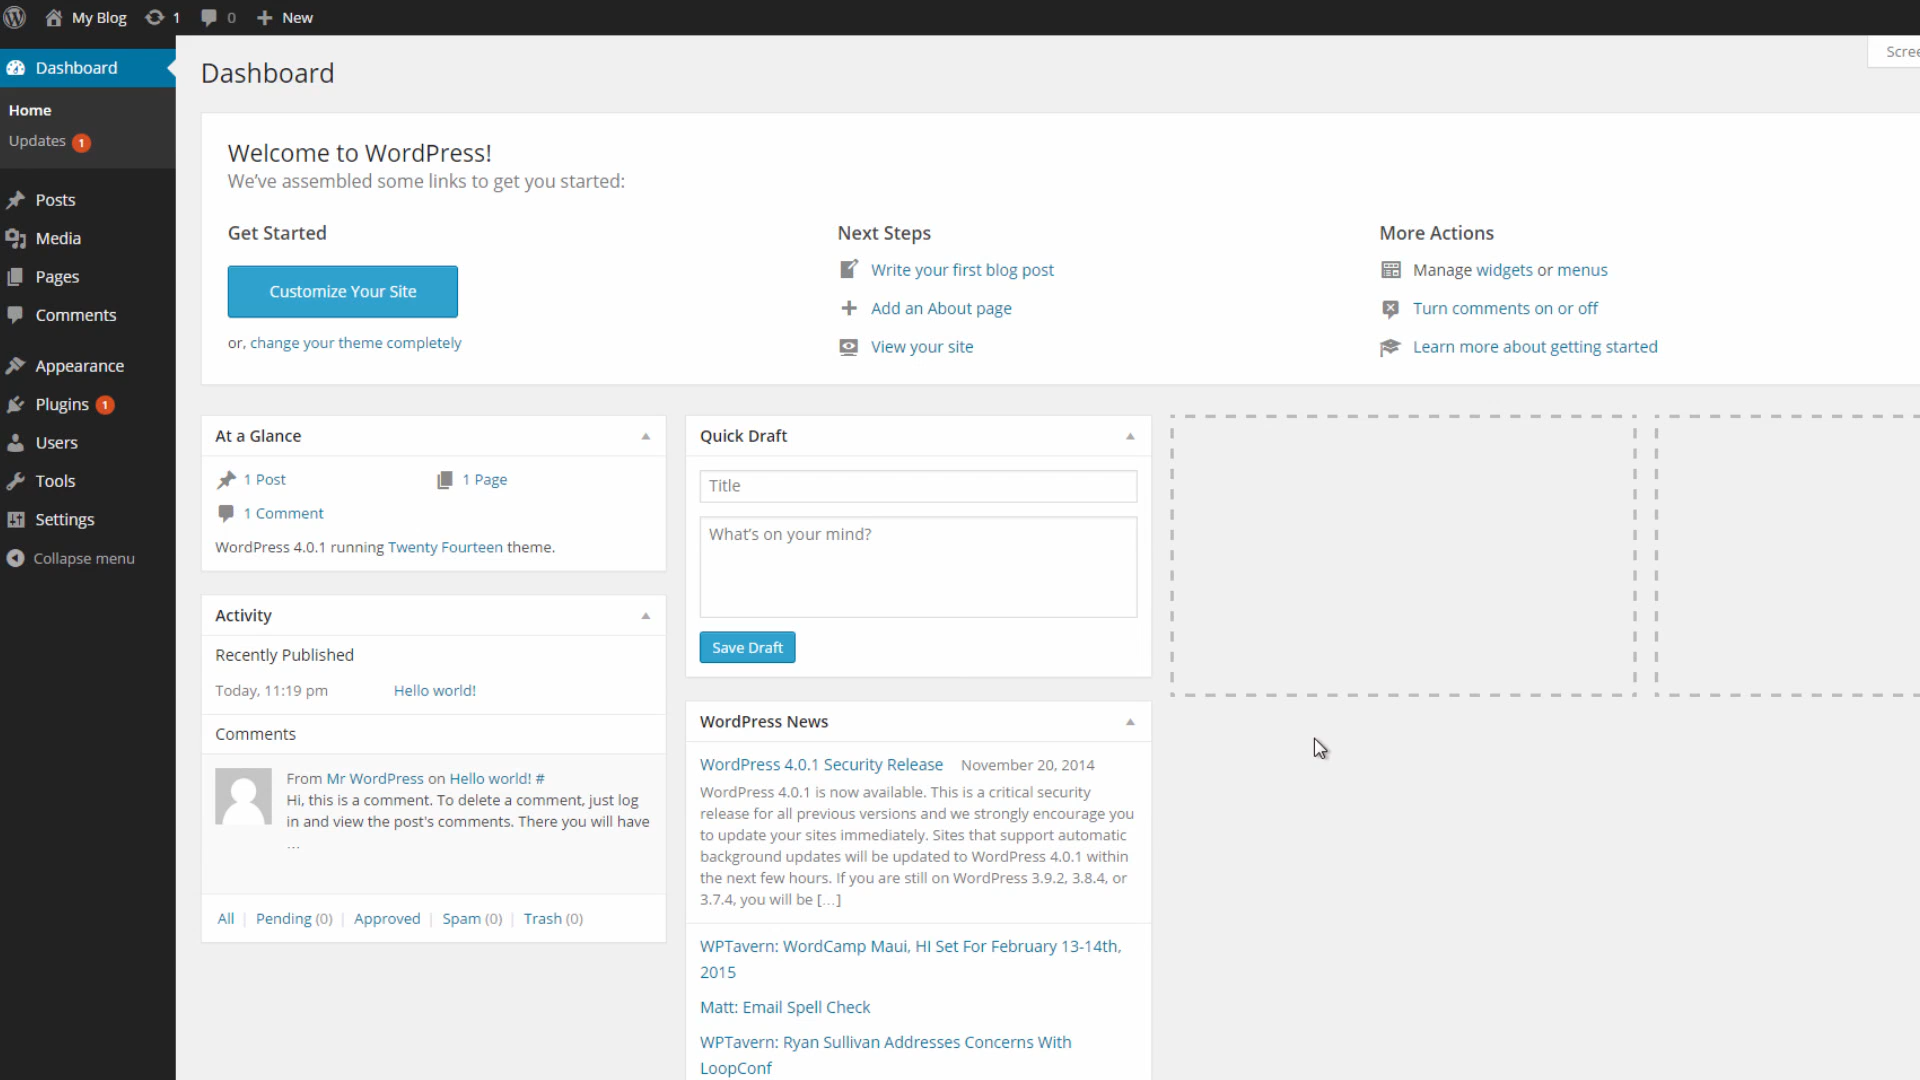 My Blog 1 0 New
Scree
Dashboard
Home
Updates 1
Posts
Media
Pages
Comments
Appearance
Plugins 1
Users
Tools
Settings
Collapse menu
Dashboard
Welcome to WordPress!
We've assembled some links to get you started:
Get Started
Customize Your Site
or, change your theme completely
Next Steps
Write your first blog post
Add an About page
View your site
More Actions
Manage widgets or menus
Turn comments on or off
Learn more about getting started
At a Glance
1 Post 1 Page
1 Comment
WordPress 4.0.1 running Twenty Fourteen theme.
Activity
Recently Published
Today, 11:19 pm Hello world!
Comments
From Mr WordPress on Hello world! #
Hi, this is a comment. To delete a comment, just log
in and view the post's comments. There you will have
…
All | Pending (0) | Approved | Spam (0) | Trash (0)
Quick Draft
Title
What's on your mind?
Save Draft
WordPress News
WordPress 4.0.1 Security Release November 20, 2014
WordPress 4.0.1 is now available. This is a critical security
release for all previous versions and we strongly encourage you
to update your sites immediately. Sites that support automatic
background updates will be updated to WordPress 4.0.1 within
the next few hours. If you are still on WordPress 3.9.2, 3.8.4, or
3.7.4, you will be […]
WPTavern: WordCamp Maui, HI Set For February 13-14th,
2015
Matt: Email Spell Check
WPTavern: Ryan Sullivan Addresses Concerns With
LoopConf